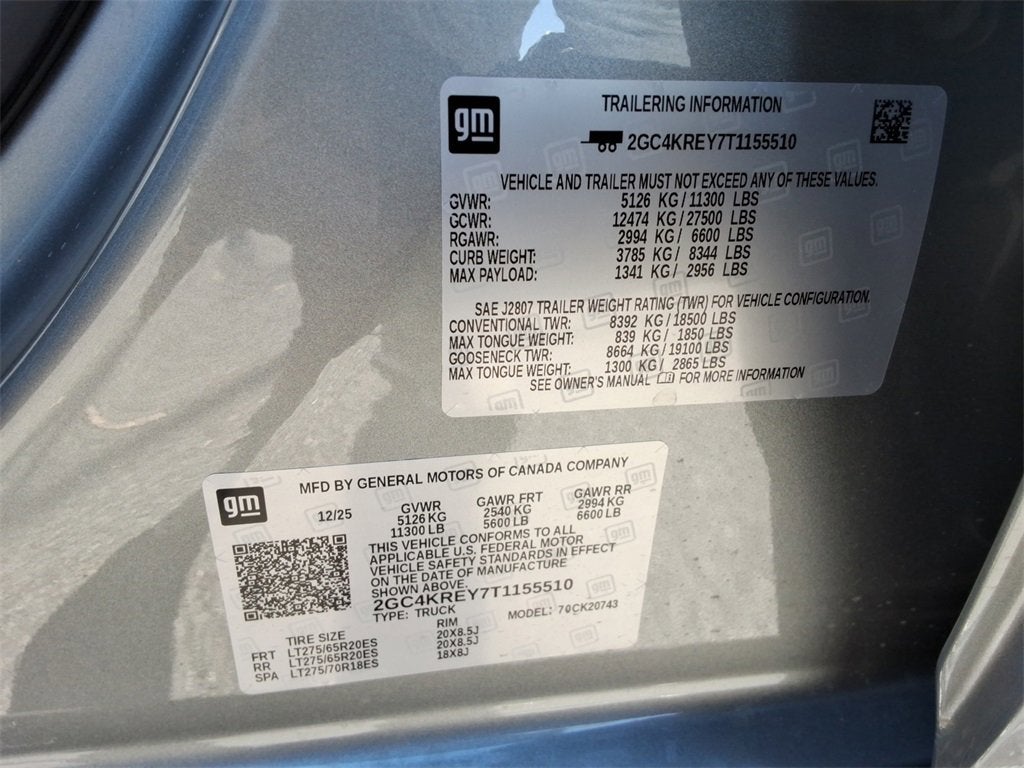 gm
TRAILERING INFORMATION
2GC4KREY7T1155510
VEHICLE AND TRAILER MUST NOT EXCEED ANY OF THESE VALUES.
GVWR: 5126 KG/ 11300 LBS
GCWR: 12474 KG/ 27500 LBS
RGAWR: 2994 KG/ 6600 LBS
CURB WEIGHT: 3785 KG/ 8344 LBS
MAX PAYLOAD: 1341 KG/ 2956 LBS
SAE J2807 TRAILER WEIGHT RATING (TWR) FOR VEHICLE CONFIGURATION.
CONVENTIONAL TWR: 8392 KG/ 18500 LBS
MAX TONGUE WEIGHT: 839 KG/ 1850 LBS
GOOSENECK TWR: 8664 KG/ 19100 LBS
MAX TONGUE WEIGHT: 1300 KG/ 2865 LBS
SEE OWNER'S MANUAL FOR MORE INFORMATION
gm
MFD BY GENERAL MOTORS OF CANADA COMPANY
12/25 GVWR GAWR FRT GAWR RR
5126 KG 2540 KG 2994 KG
11300 LB 5600 LB 6600 LB
THIS VEHICLE CONFORMS TO ALL
APPLICABLE U.S. FEDERAL MOTOR
VEHICLE SAFETY STANDARDS IN EFFECT
ON THE DATE OF MANUFACTURE
SHOWN ABOVE.
2GC4KREY7T1155510
TYPE: TRUCK MODEL: 70CK20743
TIRE SIZE RIM
FRT LT275/65R20ES 20X8.5J
RR LT275/65R20ES 20X8.5J
SPA LT275/70R18ES 18X8J